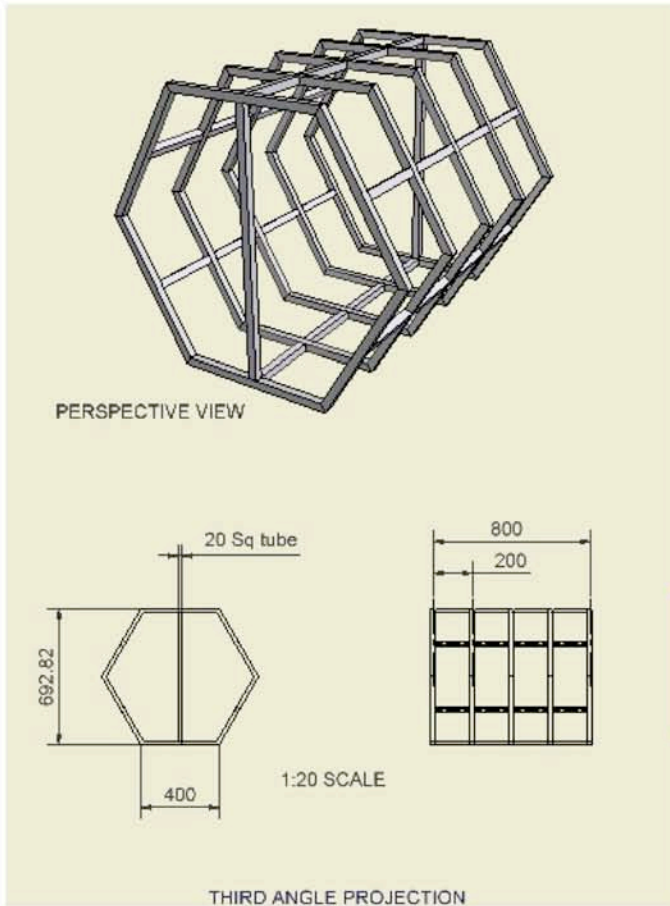 PERSPECTIVE VIEW
20 Sq tube
800
200
692.82
400
1:20 SCALE
THIRD ANGLE PROJECTION